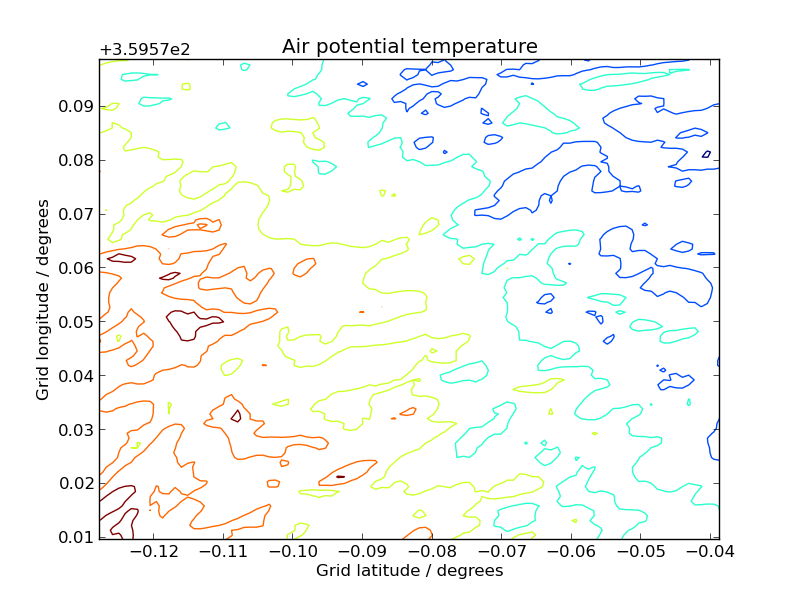 +3.5957e2
Air potential temperature
0.09
0.08
0.07
0.06
0.05
0.04
0.03
0.02
0.01
Grid longitude / degrees
−0.12 −0.11 −0.10 −0.09 −0.08 −0.07 −0.06 −0.05 −0.04
Grid latitude / degrees